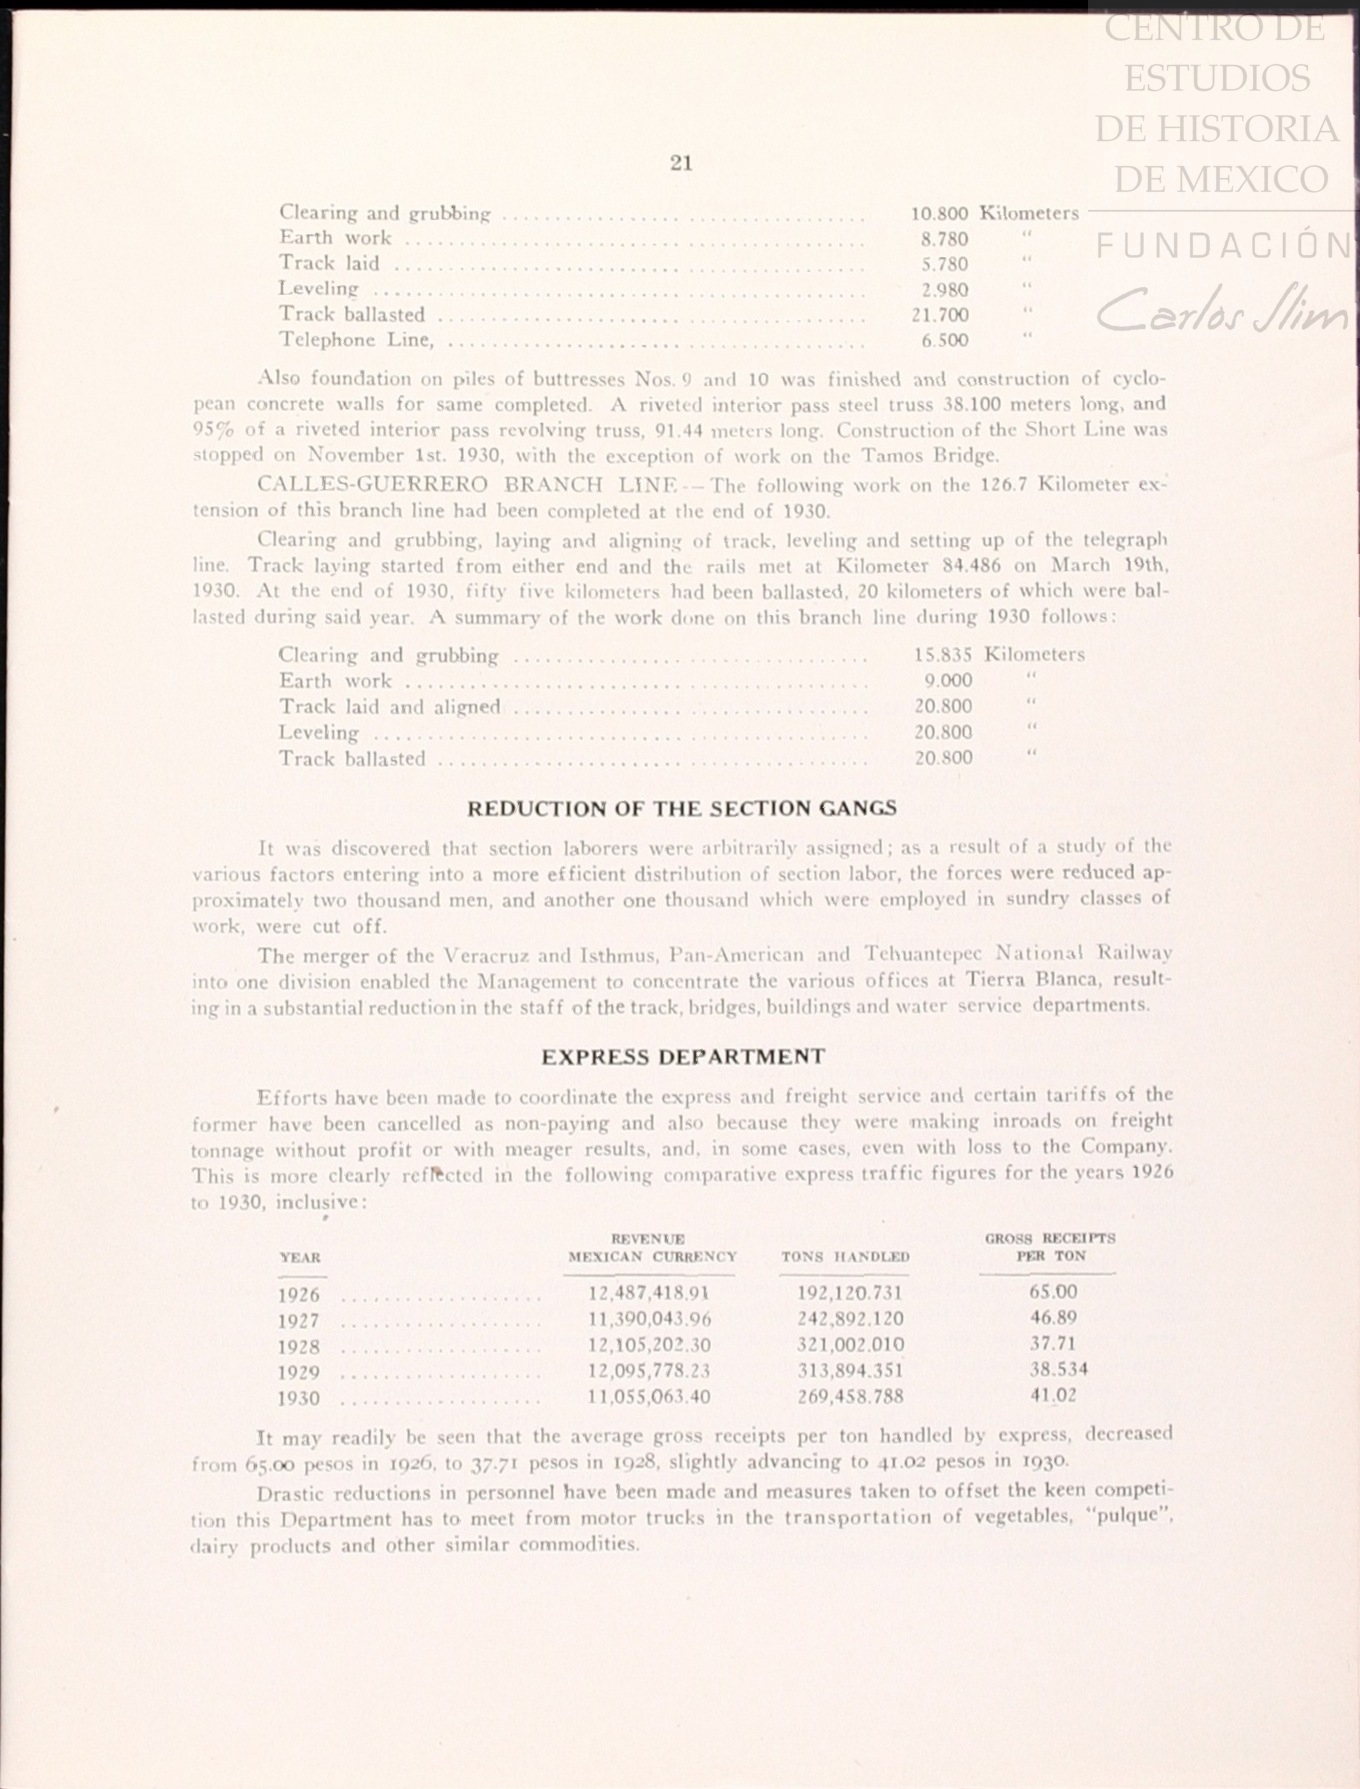 CENTRO DE
ESTUDIOS
DE HISTORIA
DE MEXICO
FUNDACIÓN
Carlos Slim
21
Clearing and grubbing .................................. 10.800 Kilometers
Earth work ........................................... 8.780 "
Track laid ............................................ 5.780 "
Leveling .............................................. 2.980 "
Track ballasted ........................................ 21.700 "
Telephone Line, ....................................... 6.500 "
Also foundation on piles of buttresses Nos. 9 and 10 was finished and construction of cyclo-
pean concrete walls for same completed. A riveted interior pass steel truss 38.100 meters long, and
95% of a riveted interior pass revolving truss, 91.44 meters long. Construction of the Short Line was
stopped on November 1st. 1930, with the exception of work on the Tamos Bridge.
CALLES-GUERRERO BRANCH LINE -- The following work on the 126.7 Kilometer ex-
tension of this branch line had been completed at the end of 1930.
Clearing and grubbing, laying and aligning of track, leveling and setting up of the telegraph
line. Track laying started from either end and the rails met at Kilometer 84.486 on March 19th,
1930. At the end of 1930, fifty five kilometers had been ballasted, 20 kilometers of which were bal-
lasted during said year. A summary of the work done on this branch line during 1930 follows:
Clearing and grubbing ................................. 15.835 Kilometers
Earth work ........................................... 9.000 "
Track laid and aligned ................................. 20.800 "
Leveling .............................................. 20.800 "
Track ballasted ........................................ 20.800 "
REDUCTION OF THE SECTION GANGS
It was discovered that section laborers were arbitrarily assigned; as a result of a study of the
various factors entering into a more efficient distribution of section labor, the forces were reduced ap-
proximately two thousand men, and another one thousand which were employed in sundry classes of
work, were cut off.
The merger of the Veracruz and Isthmus, Pan-American and Tehuantepec National Railway
into one division enabled the Management to concentrate the various offices at Tierra Blanca, result-
ing in a substantial reduction in the staff of the track, bridges, buildings and water service departments.
EXPRESS DEPARTMENT
Efforts have been made to coordinate the express and freight service and certain tariffs of the
former have been cancelled as non-paying and also because they were making inroads on freight
tonnage without profit or with meager results, and, in some cases, even with loss to the Company.
This is more clearly reflected in the following comparative express traffic figures for the years 1926
to 1930, inclusive:
YEAR REVENUE MEXICAN CURRENCY TONS HANDLED GROSS RECEIPTS PER TON
1926 ................... 12,487,418.91 192,120.731 65.00
1927 ................... 11,390,043.96 242,892.120 46.89
1928 ................... 12,105,202.30 321,002.010 37.71
1929 ................... 12,095,778.23 313,894.351 38.534
1930 ................... 11,055,063.40 269,458.788 41.02
It may readily be seen that the average gross receipts per ton handled by express, decreased
from 65.00 pesos in 1926, to 37.71 pesos in 1928, slightly advancing to 41.02 pesos in 1930.
Drastic reductions in personnel have been made and measures taken to offset the keen competi-
tion this Department has to meet from motor trucks in the transportation of vegetables, "pulque",
dairy products and other similar commodities.